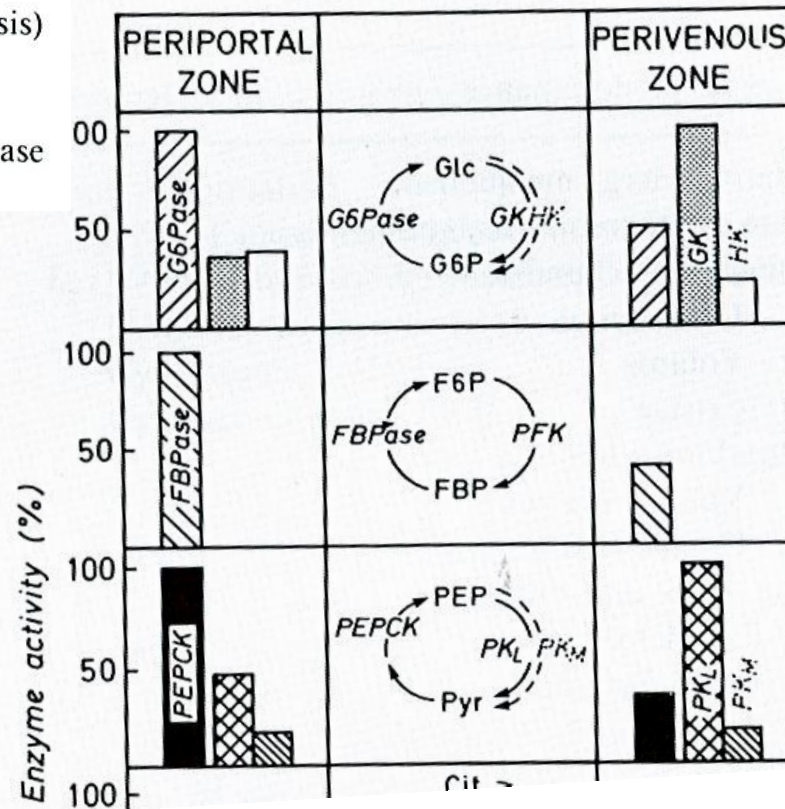 sis)
ase
PERIPORTAL
ZONE
PERIVENOUS
ZONE
00
50
G6Pase
Glc
G6Pase
GK HK
G6P
GK
HK
100
50
FBPase
F6P
FBPase
PFK
FBP
Enzyme activity (%)
100
50
PEPCK
PEP
PEPCK
PKL
PKM
Pyr
PKL
PKM
100
Cit